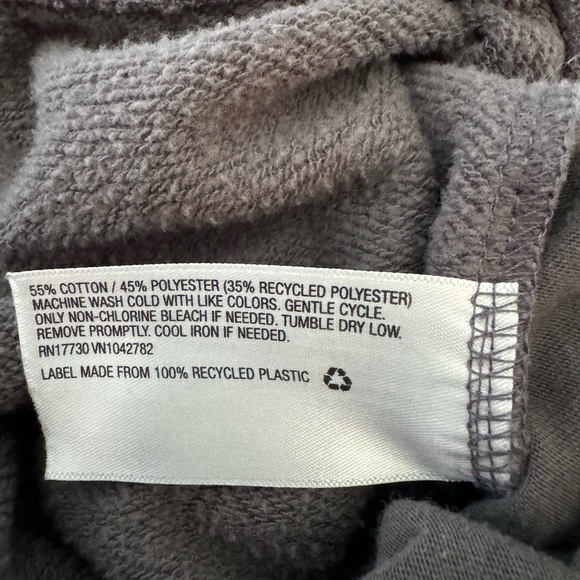 55% COTTON / 45% POLYESTER (35% RECYCLED POLYESTER)
MACHINE WASH COLD WITH LIKE COLORS. GENTLE CYCLE.
ONLY NON-CHLORINE BLEACH IF NEEDED. TUMBLE DRY LOW.
REMOVE PROMPTLY. COOL IRON IF NEEDED.
RN17730 VN1042782
LABEL MADE FROM 100% RECYCLED PLASTIC